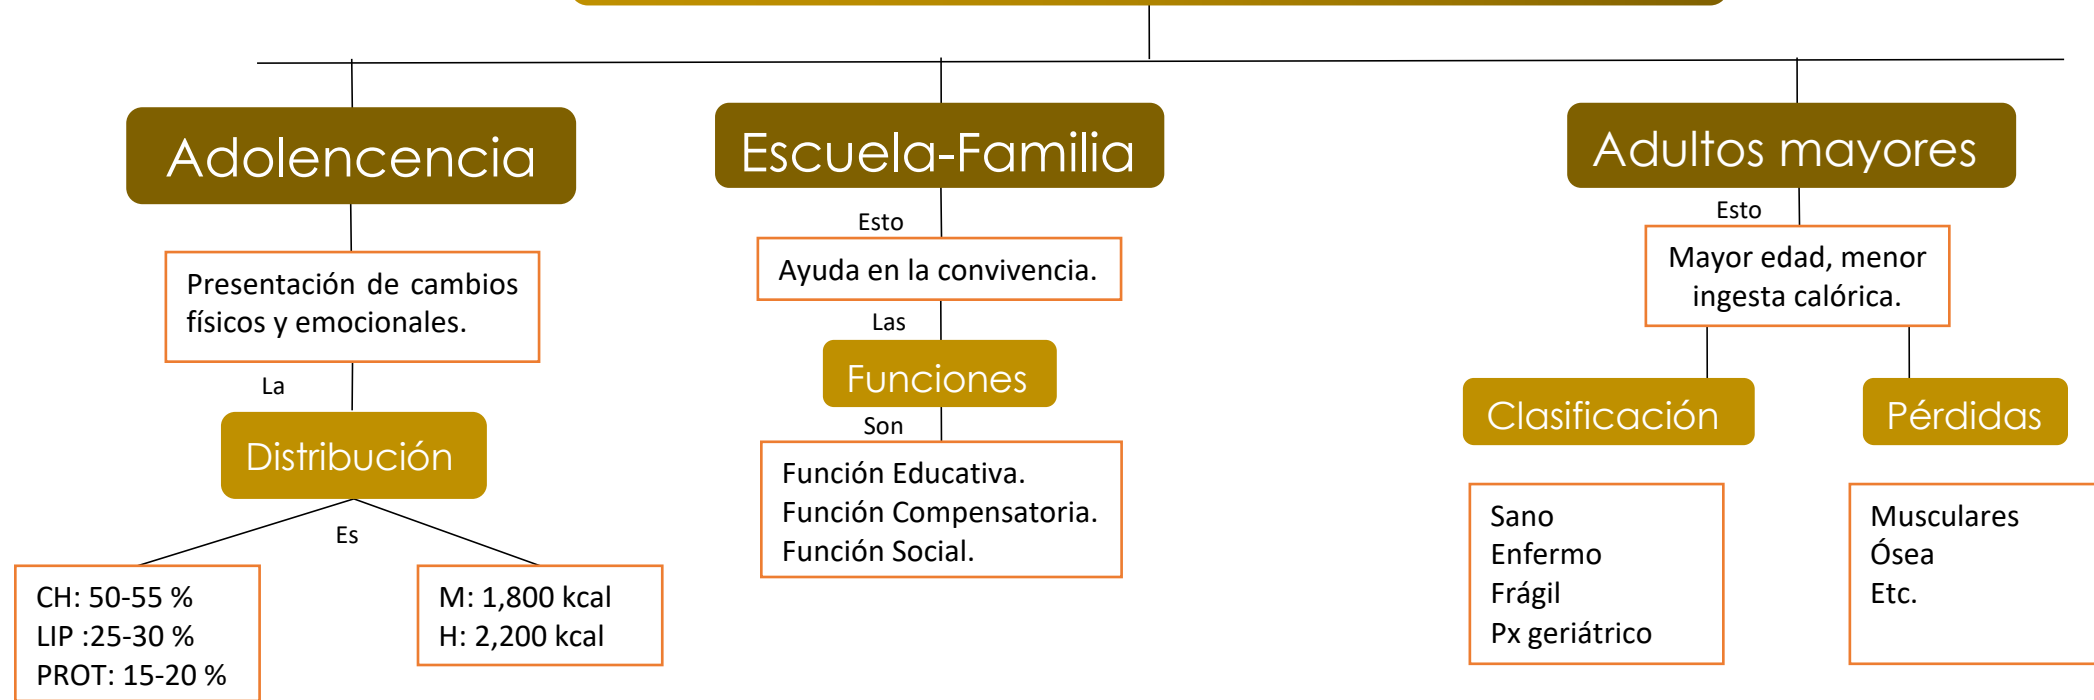 Adolencencia
Presentación de cambios
físicos y emocionales.
La
Distribución
Es
CH: 50-55 %
LIP :25-30 %
PROT: 15-20 %
M: 1,800 kcal
H: 2,200 kcal
Escuela-Familia
Esto
Ayuda en la convivencia.
Las
Funciones
Son
Función Educativa.
Función Compensatoria.
Función Social.
Adultos mayores
Esto
Mayor edad, menor
ingesta calórica.
Clasificación
Sano
Enfermo
Frágil
Px geriátrico
Pérdidas
Musculares
Ósea
Etc.